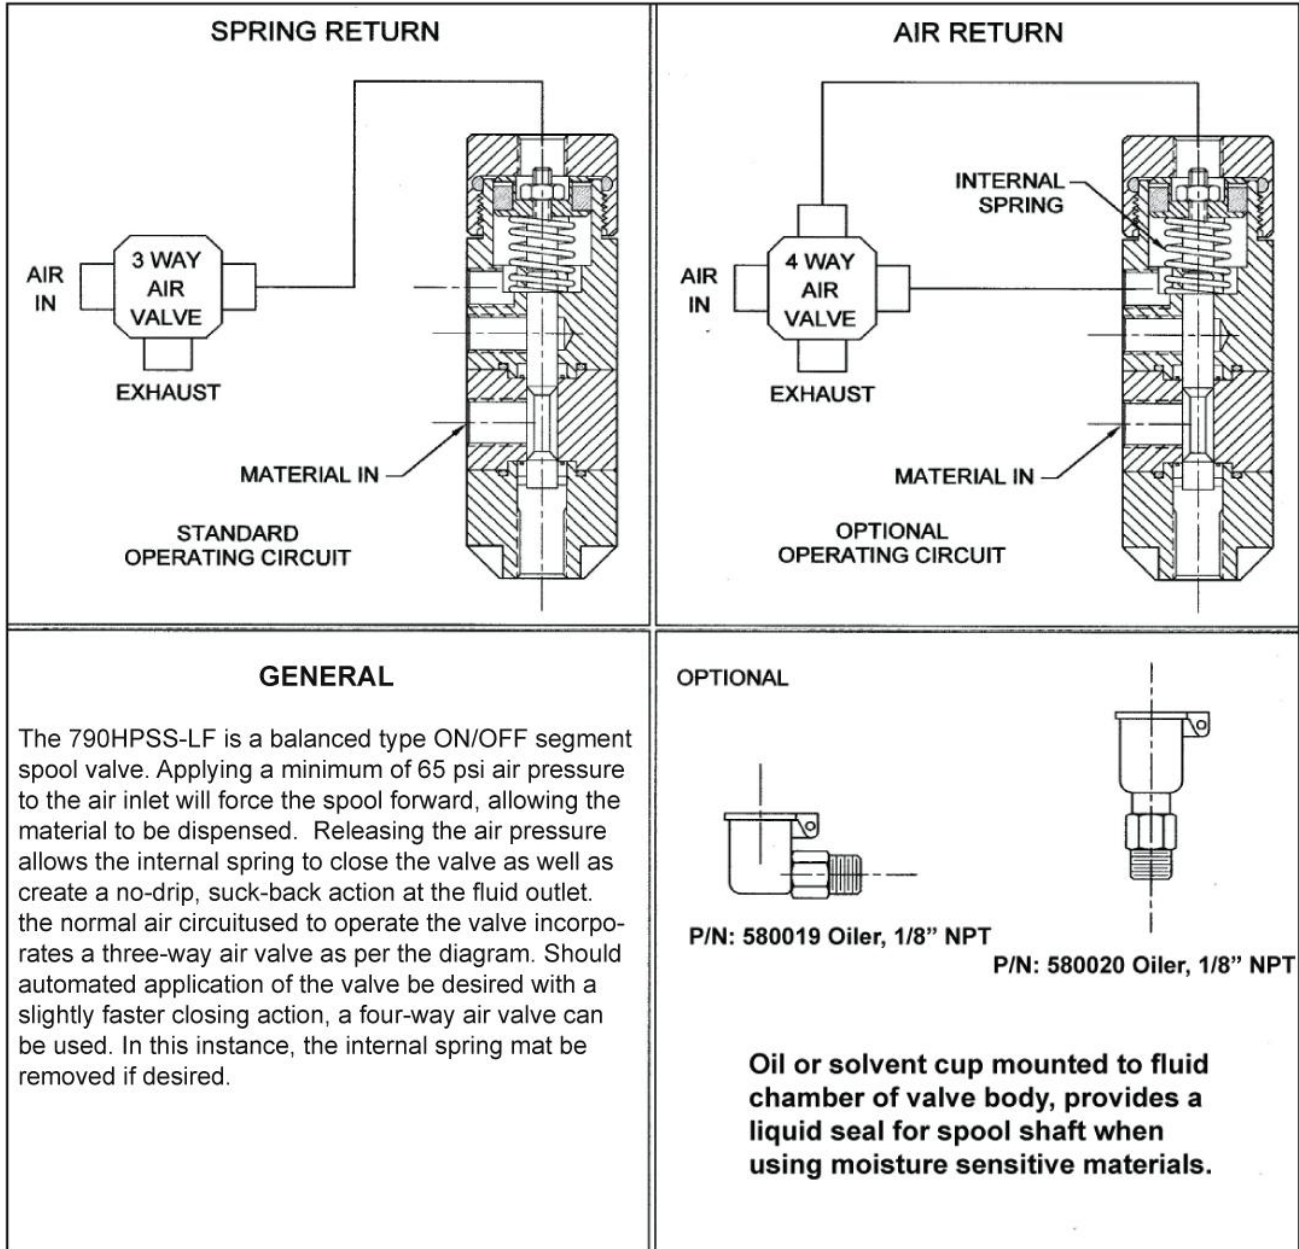 SPRING RETURN
3 WAY
AIR
VALVE
AIR
IN
EXHAUST
MATERIAL IN
STANDARD
OPERATING CIRCUIT
AIR RETURN
INTERNAL
SPRING
4 WAY
AIR
VALVE
AIR
IN
EXHAUST
MATERIAL IN
OPTIONAL
OPERATING CIRCUIT
GENERAL
The 790HPSS-LF is a balanced type ON/OFF segment
spool valve. Applying a minimum of 65 psi air pressure
to the air inlet will force the spool forward, allowing the
material to be dispensed.  Releasing the air pressure
allows the internal spring to close the valve as well as
create a no-drip, suck-back action at the fluid outlet.
the normal air circuitused to operate the valve incorpo-
rates a three-way air valve as per the diagram. Should
automated application of the valve be desired with a
slightly faster closing action, a four-way air valve can
be used. In this instance, the internal spring mat be
removed if desired.
OPTIONAL
P/N: 580019 Oiler, 1/8” NPT
P/N: 580020 Oiler, 1/8” NPT
Oil or solvent cup mounted to fluid
chamber of valve body, provides a
liquid seal for spool shaft when
using moisture sensitive materials.